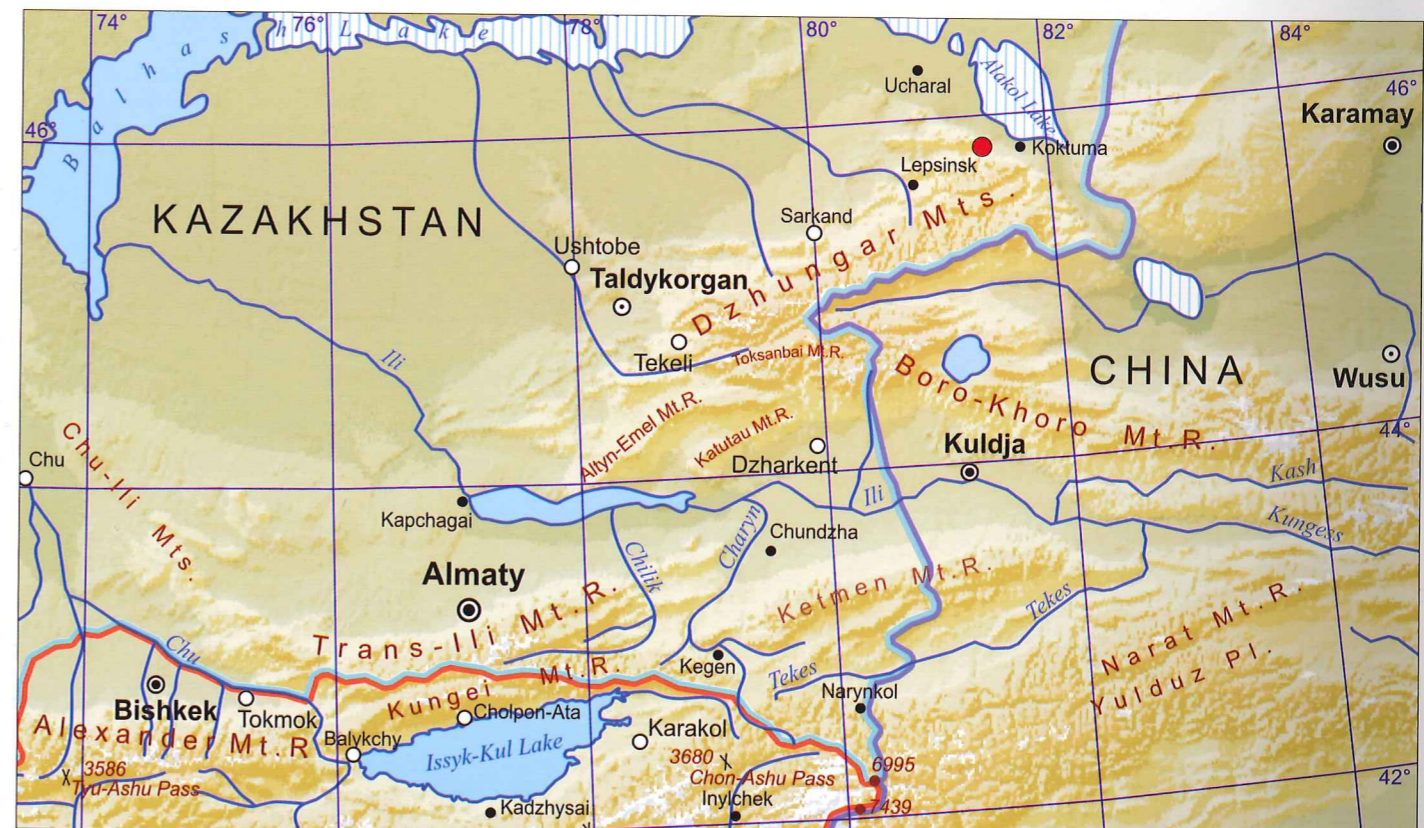 74°
76°
78°
80°
82°
84°
Balhash Lake
Ucharal
Alakol Lake
46°
Karamay
46°
Koktuma
Lepsinsk
KAZAKHSTAN
Sarkand
Ushtobe
Taldykorgan
Dzhungar Mts.
Tekeli
Toksanbai Mt.R.
Ili
CHINA
Boro-Khoro Mt.R.
Wusu
Altyn-Emel Mt.R.
Katutau Mt.R.
44°
Chu-Ili Mts.
Chu
Dzharkent
Kuldja
Kash
Ili
Kapchagai
Kungess
Charyn
Chundzha
Chilik
Almaty
Ketmen Mt.R.
Trans-Ili Mt.R.
Tekes
Narat Mt.R.
Chu
Kungei Mt.R.
Kegen
Tekes
Yulduz Pl.
Narynkol
Bishkek
Tokmok
Cholpon-Ata
Alexander Mt.R
Balykchy
Karakol
Issyk-Kul Lake
3680
3586
Tyu-Ashu Pass
Chon-Ashu Pass
6995
42°
Inylchek
Kadzhysai
7439